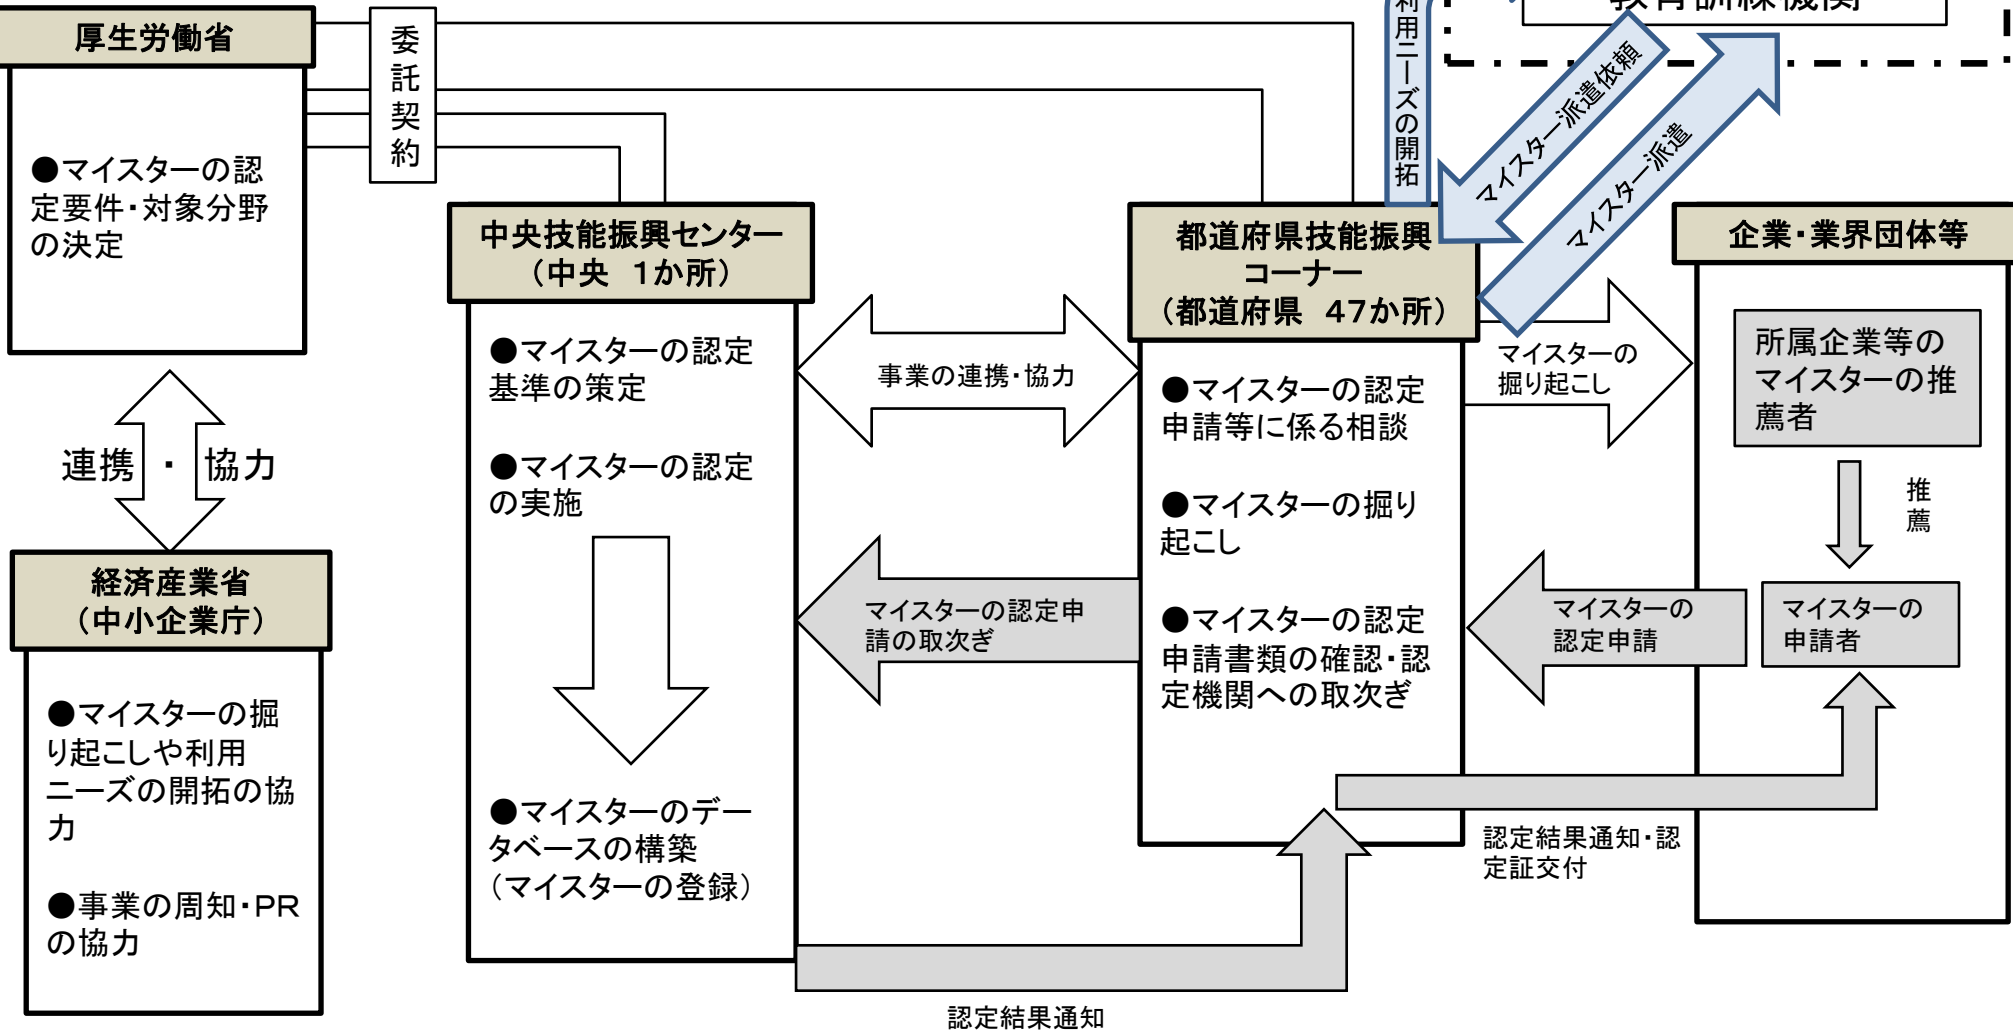 厚生労働省
●マイスターの認
定要件・対象分野
の決定
委託契約
連携・協力
経済産業省
（中小企業庁）
●マイスターの掘
り起こしや利用
ニーズの開拓の協
力
●事業の周知・PR
の協力
中央技能振興センター
（中央　１か所）
●マイスターの認定
基準の策定
●マイスターの認定
の実施
●マイスターのデー
タベースの構築
（マイスターの登録）
事業の連携・協力
マイスターの認定申
請の取次ぎ
認定結果通知
都道府県技能振興
コーナー
（都道府県　４７か所）
●マイスターの認定
申請等に係る相談
●マイスターの掘り
起こし
●マイスターの認定
申請書類の確認・認
定機関への取次ぎ
利用ニーズの開拓
教育訓練機関
マイスター派遣依頼
マイスター派遣
マイスターの
掘り起こし
マイスターの
認定申請
認定結果通知・認
定証交付
企業・業界団体等
所属企業等の
マイスターの推
薦者
推薦
マイスターの
申請者